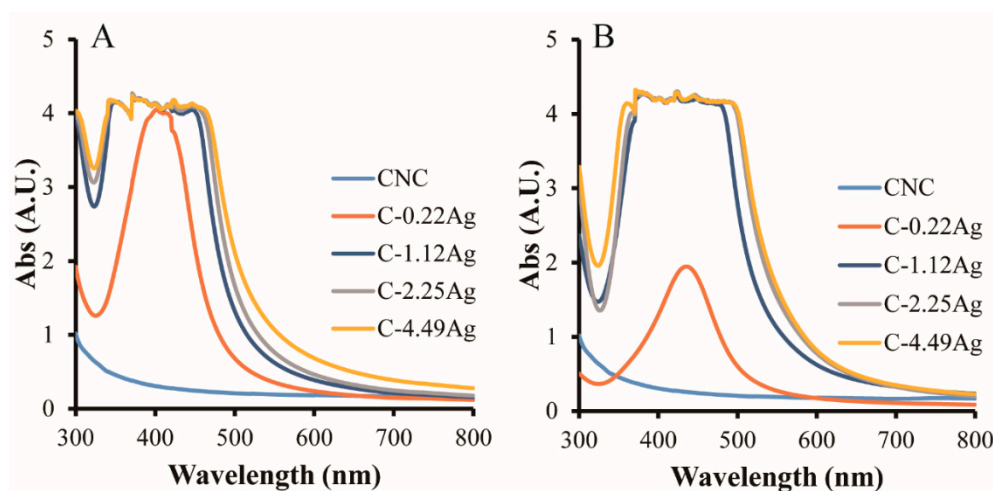 A
5
4
3
2
1
0
Abs (A.U.)
300 400 500 600 700 800
Wavelength (nm)
CNC
C-0.22Ag
C-1.12Ag
C-2.25Ag
C-4.49Ag
B
5
4
3
2
1
0
Abs (A.U.)
300 400 500 600 700 800
Wavelength (nm)
CNC
C-0.22Ag
C-1.12Ag
C-2.25Ag
C-4.49Ag